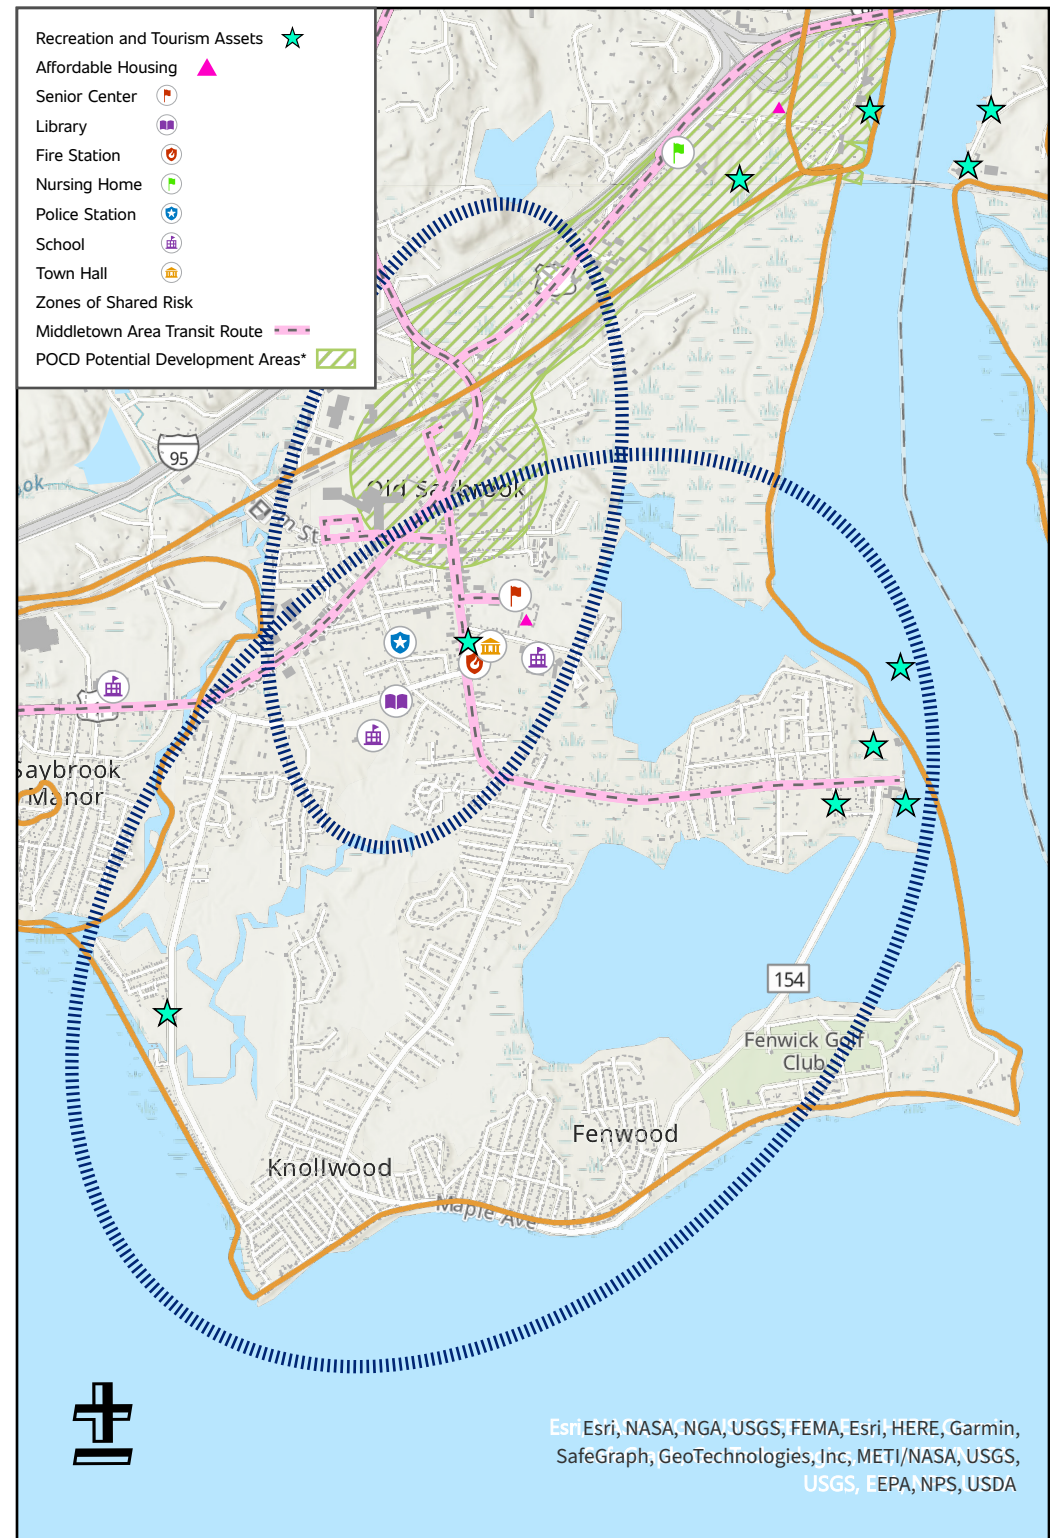 Recreation and Tourism Assets
Affordable Housing
Senior Center
Library
Fire Station
Nursing Home
Police Station
School
Town Hall
Zones of Shared Risk
Middletown Area Transit Route
POCD Potential Development Areas*
95
Old Saybrook
Elm St
Saybrook
Manor
154
Fenwick Golf
Club
Fenwood
Knollwood
Maple Ave
Esri, NASA, NGA, USGS, FEMA, Esri, HERE, Garmin,
SafeGraph, GeoTechnologies, Inc, METI/NASA, USGS,
EPA, NPS, USDA